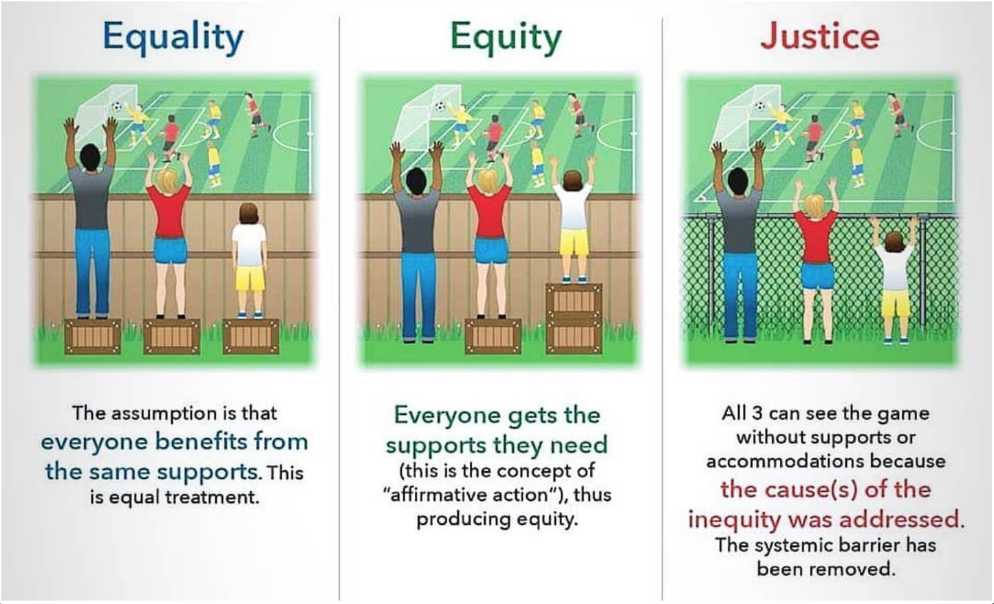 Equality
The assumption is that
everyone benefits from
the same supports. This
is equal treatment.
Equity
Everyone gets the
supports they need
(this is the concept of
“affirmative action”), thus
producing equity.
Justice
All 3 can see the game
without supports or
accommodations because
the cause(s) of the
inequity was addressed.
The systemic barrier has
been removed.